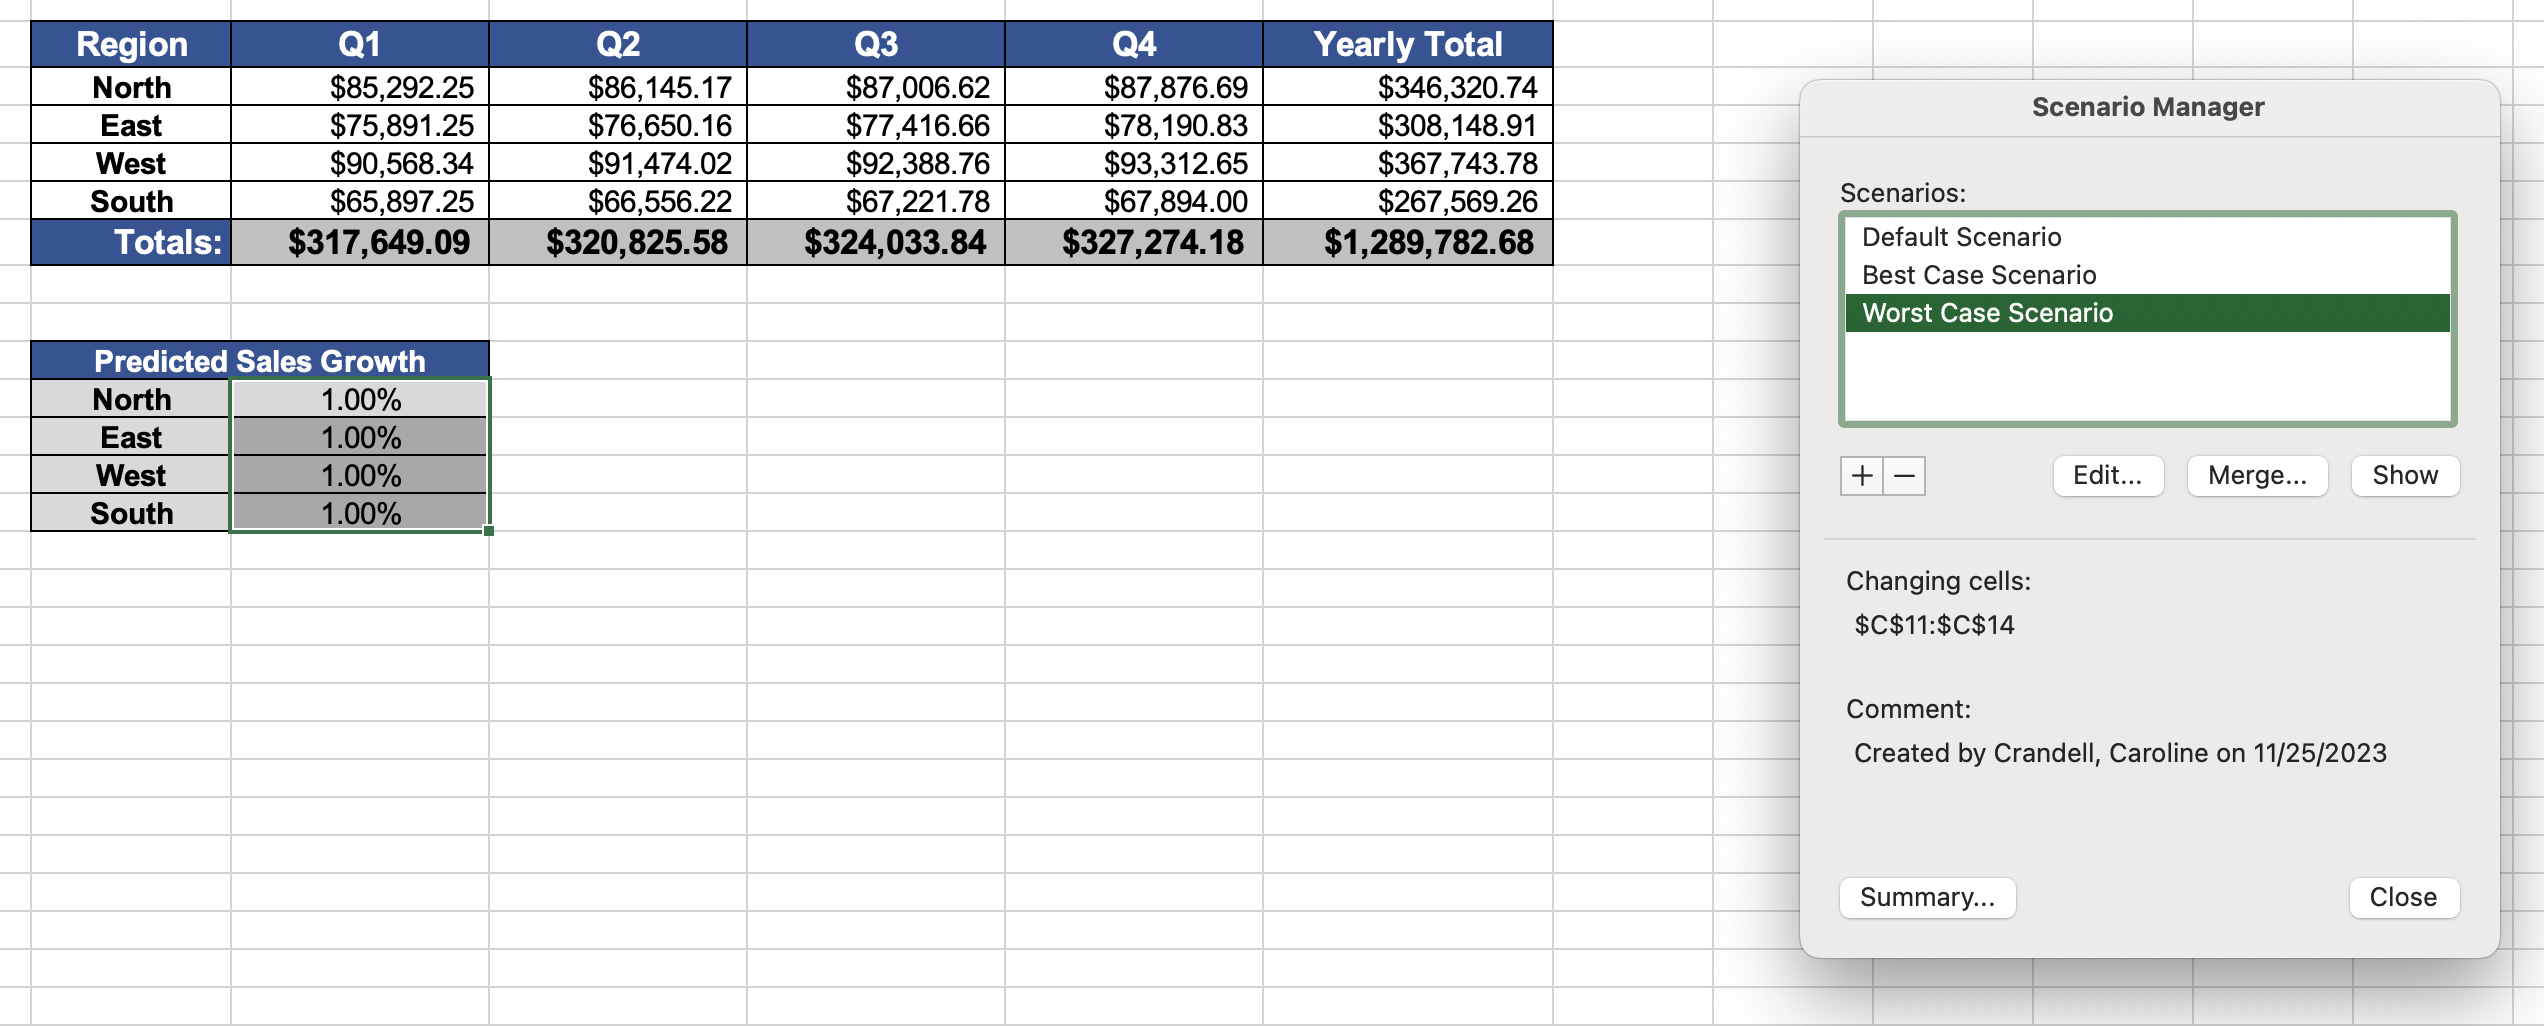 Region Q1 Q2 Q3 Q4 Yearly Total
North $85,292.25 $86,145.17 $87,006.62 $87,876.69 $346,320.74
East $75,891.25 $76,650.16 $77,416.66 $78,190.83 $308,148.91
West $90,568.34 $91,474.02 $92,388.76 $93,312.65 $367,743.78
South $65,897.25 $66,556.22 $67,221.78 $67,894.00 $267,569.26
Totals: $317,649.09 $320,825.58 $324,033.84 $327,274.18 $1,289,782.68
Predicted Sales Growth
North 1.00%
East 1.00%
West 1.00%
South 1.00%
Scenario Manager
Scenarios:
Default Scenario
Best Case Scenario
Worst Case Scenario
+ − Edit... Merge... Show
Changing cells:
$C$11:$C$14
Comment:
Created by Crandell, Caroline on 11/25/2023
Summary... Close